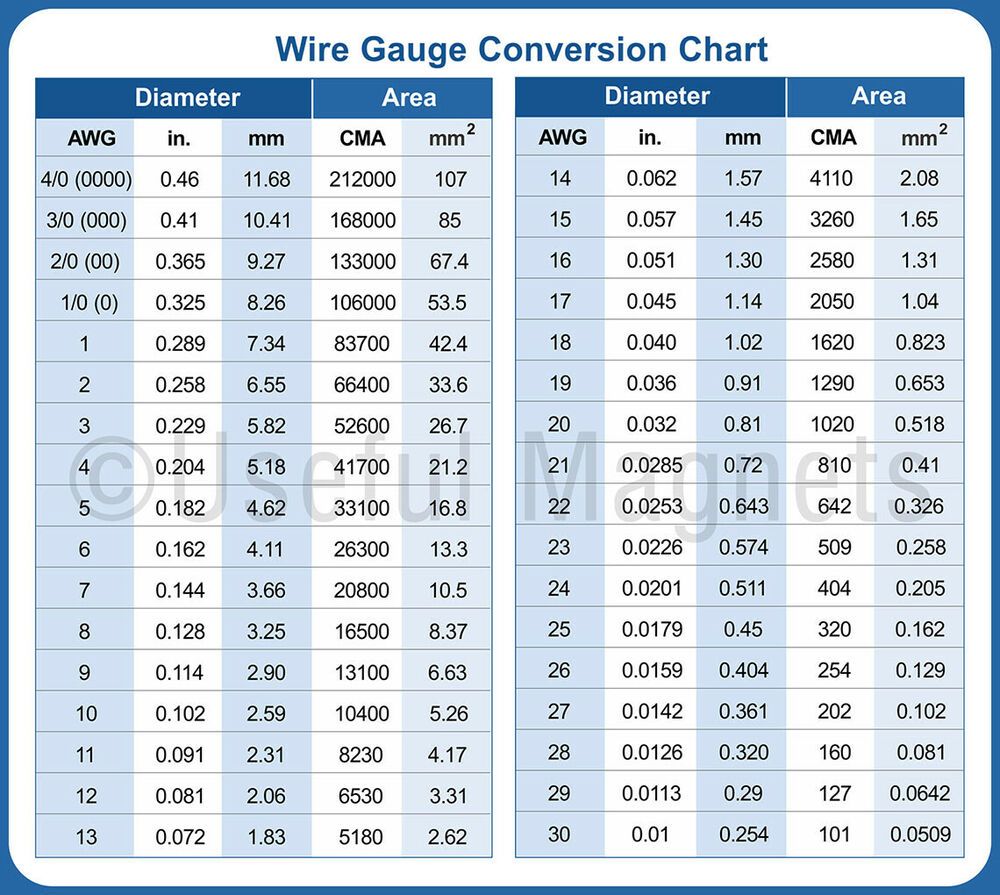 Wire Gauge Conversion Chart
Diameter Area
AWG in. mm CMA mm²
4/0 (0000) 0.46 11.68 212000 107
3/0 (000) 0.41 10.41 168000 85
2/0 (00) 0.365 9.27 133000 67.4
1/0 (0) 0.325 8.26 106000 53.5
1 0.289 7.34 83700 42.4
2 0.258 6.55 66400 33.6
3 0.229 5.82 52600 26.7
4 0.204 5.18 41700 21.2
5 0.182 4.62 33100 16.8
6 0.162 4.11 26300 13.3
7 0.144 3.66 20800 10.5
8 0.128 3.25 16500 8.37
9 0.114 2.90 13100 6.63
10 0.102 2.59 10400 5.26
11 0.091 2.31 8230 4.17
12 0.081 2.06 6530 3.31
13 0.072 1.83 5180 2.62
Diameter Area
AWG in. mm CMA mm²
14 0.062 1.57 4110 2.08
15 0.057 1.45 3260 1.65
16 0.051 1.30 2580 1.31
17 0.045 1.14 2050 1.04
18 0.040 1.02 1620 0.823
19 0.036 0.91 1290 0.653
20 0.032 0.81 1020 0.518
21 0.0285 0.72 810 0.41
22 0.0253 0.643 642 0.326
23 0.0226 0.574 509 0.258
24 0.0201 0.511 404 0.205
25 0.0179 0.45 320 0.162
26 0.0159 0.404 254 0.129
27 0.0142 0.361 202 0.102
28 0.0126 0.320 160 0.081
29 0.0113 0.29 127 0.0642
30 0.01 0.254 101 0.0509
©Useful Magnets